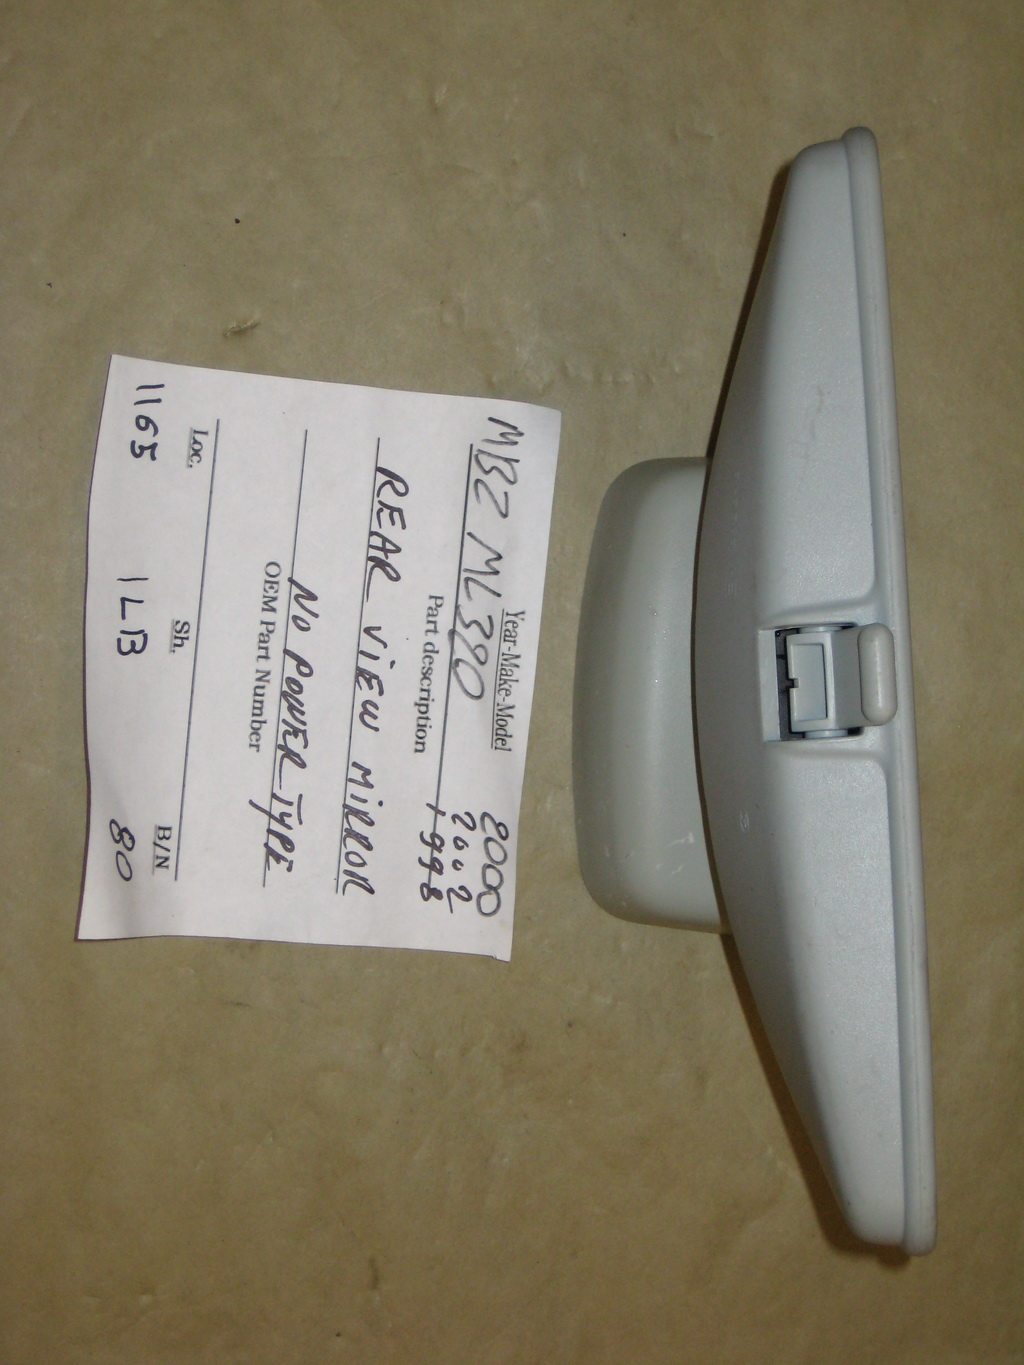 MBZ ML320 2000
Year-Make-Model 2002
1998
Part description
REAR VIEW MIRROR
NO POWER TYPE
OEM Part Number
Loc. Sh. B/N
1165 1LB 80